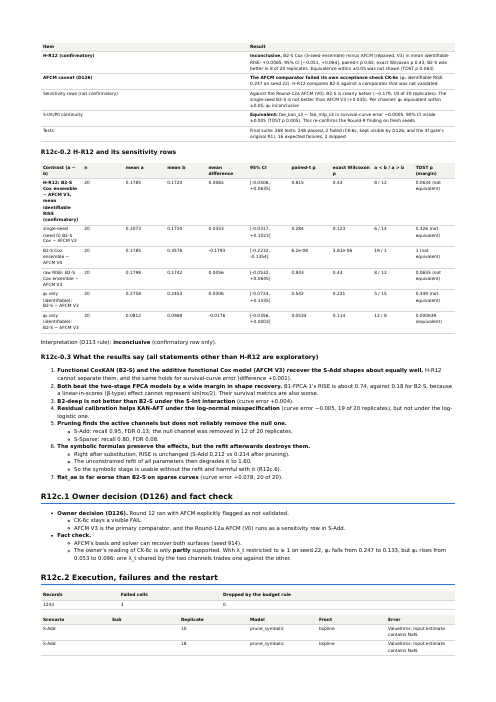 Item Result
H-R12 (confirmatory) Inconclusive. B2-S Cox (3-seed ensemble) minus AFCM (repaired, V3) in mean identifiable
RISE: +0.0065, 95% CI [−0.051, +0.064], paired-t p 0.82, exact Wilcoxon p 0.43, B2-S was
better in 8 of 20 replicates. Equivalence within ±0.05 was not shown (TOST p 0.063)
AFCM caveat (D126) The AFCM comparator failed its own acceptance check CK-6c
0.247 on seed 22). H-R12 compares B2-S against a comparator that was not validated
Sensitivity rows (not confirmatory) Against the Round-12a AFCM (V0), B2-S is clearly better (−0.179, 19 of 20 replicates). The
single-seed B2-S is not better than AFCM V3 (+0.035). Per channel: φ₁ equivalent within
±0.05; φ₂ inconclusive
S-Int/PD continuity Equivalent: fae_kan_s3 − fae_mlp_s3 in survival-curve error −0.0005, 90% CI inside
±0.005 (TOST p 0.003). This re-confirms the Round-R finding on fresh seeds
Tests Final suite: 268 tests: 248 passed, 2 failed (CK-6c, kept visible by D126, and the
original R1), 16 expected failures, 2 skipped
R12c-0.2 H-R12 and its sensitivity rows
Contrast (a − b) n mean a mean b mean difference 95% CI paired-t p exact Wilcoxon p a < b / a > b TOST p (margin)
H-R12: B2-S Cox ensemble − AFCM V3, mean identifiable RISE (confirmatory) 20 0.1785 0.1720 0.0065 [-0.0506, +0.0635] 0.815 0.43 8 / 12 0.0634 (not equivalent)
single-seed (seed 0) B2-S Cox − AFCM V3 20 0.2073 0.1720 0.0353 [-0.0317, +0.1023] 0.284 0.123 6 / 14 0.326 (not equivalent)
B2-S Cox ensemble − AFCM V0 20 0.1785 0.3578 -0.1793 [-0.2232, -0.1354] 6.2e-08 3.81e-06 19 / 1 1 (not equivalent)
raw RISE: B2-S Cox ensemble − AFCM V3 20 0.1798 0.1742 0.0056 [-0.0532, +0.0645] 0.843 0.43 8 / 12 0.0655 (not equivalent)
φ₂ only (identifiable): B2-S − AFCM V3 20 0.2758 0.2453 0.0306 [-0.0724, +0.1335] 0.542 0.231 5 / 15 0.349 (not equivalent)
φ₁ only (identifiable): B2-S − AFCM V3 20 0.0812 0.0988 -0.0176 [-0.0356, +0.0003] 0.0534 0.114 12 / 8 0.000639 (equivalent)
Interpretation (D113 rule): inconclusive (confirmatory row only).
R12c-0.3 What the results say (all statements other than H-R12 are exploratory)
1. Functional CoxKAN (B2-S) and the additive functional Cox model (AFCM V3) recover the S-Add shapes about equally well. H-R12
cannot separate them, and the same holds for survival-curve error (difference +0.001).
2. Both beat the two-stage FPCA models by a wide margin in shape recovery. B1-FPCA-1's RISE is about 0.74, against 0.18 for B2-S, because
a linear-in-scores (β-type) effect cannot represent sin(πx/2). Their survival metrics are also worse.
3. B2-deep is not better than B2-S under the S-Int interaction (curve error +0.004).
4. Residual calibration helps KAN-AFT under the log-normal misspecification (curve error −0.005, 19 of 20 replicates), but not under the log-
logistic one.
5. Pruning finds the active channels but does not reliably remove the null one.
S-Add: recall 0.95, FDR 0.13; the null channel was removed in 12 of 20 replicates.
S-Sparse: recall 0.80, FDR 0.08.
6. The symbolic formulas preserve the effects, but the refit afterwards destroys them.
Right after substitution, RISE is unchanged (S-Add 0.212 vs 0.214 after pruning).
The unconstrained refit of all parameters then degrades it to 1.60.
So the symbolic stage is usable without the refit and harmful with it (R12c.6).
7. flat_ae is far worse than B2-S on sparse curves (curve error +0.078, 20 of 20).
R12c.1 Owner decision (D126) and fact check
Owner decision (D126). Round 12 ran with AFCM explicitly flagged as not validated.
CK-6c stays a visible FAIL.
AFCM V3 is the primary comparator, and the Round-12a AFCM (V0) runs as a sensitivity row in S-Add.
Fact check.
AFCM's basis and solver can recover both surfaces (seed 914).
The owner's reading of CK-6c is only partly supported. With λ_t restricted to ≤ 1 on seed 22, φ₂ falls from 0.247 to 0.133, but φ₁ rises from
0.053 to 0.096: one λ_t shared by the two channels trades one against the other.
R12c.2 Execution, failures and the restart
Records Failed cells Dropped by the budget rule
1243 3 0
Scenario Sub Replicate Model Front Error
S-Add 10 prune_symbolic bspline ValueError: Input estimate contains NaN.
S-Add 18 prune_symbolic bspline ValueError: Input estimate contains NaN.